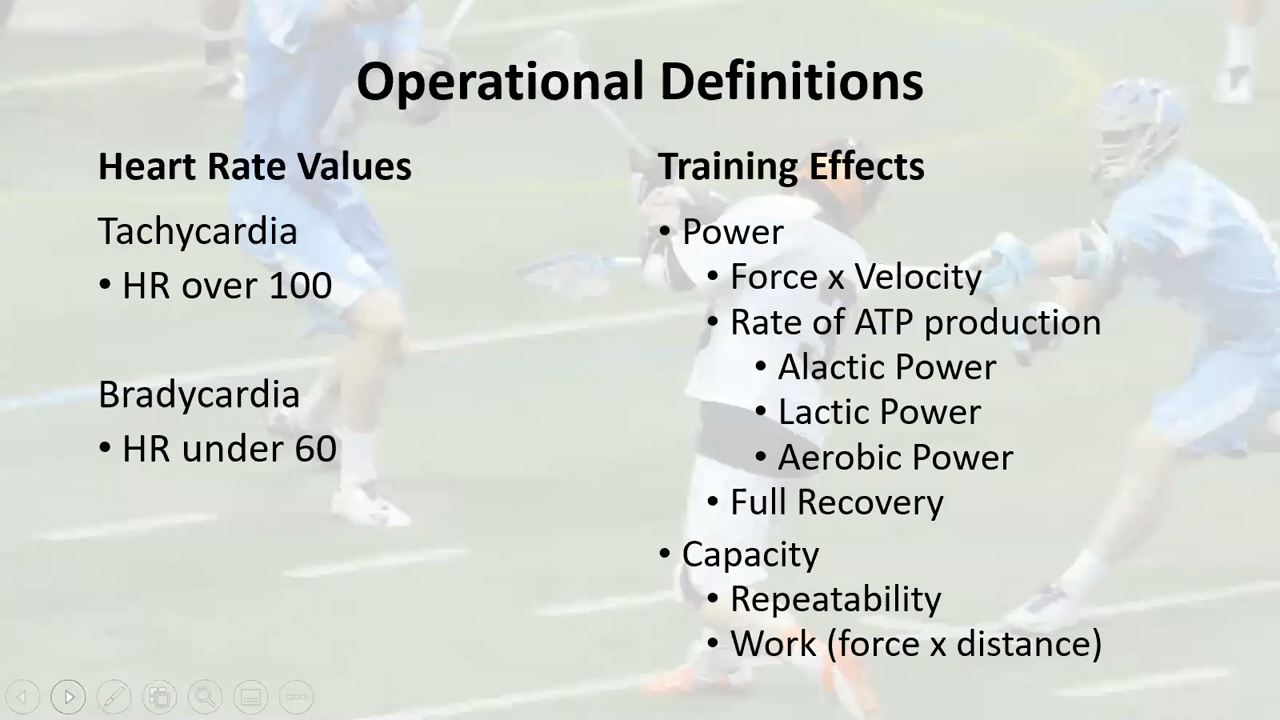 Operational Definitions
Heart Rate Values
Tachycardia
• HR over 100
Bradycardia
• HR under 60
Training Effects
• Power
• Force x Velocity
• Rate of ATP production
• Alactic Power
• Lactic Power
• Aerobic Power
• Full Recovery
• Capacity
• Repeatability
• Work (force x distance)